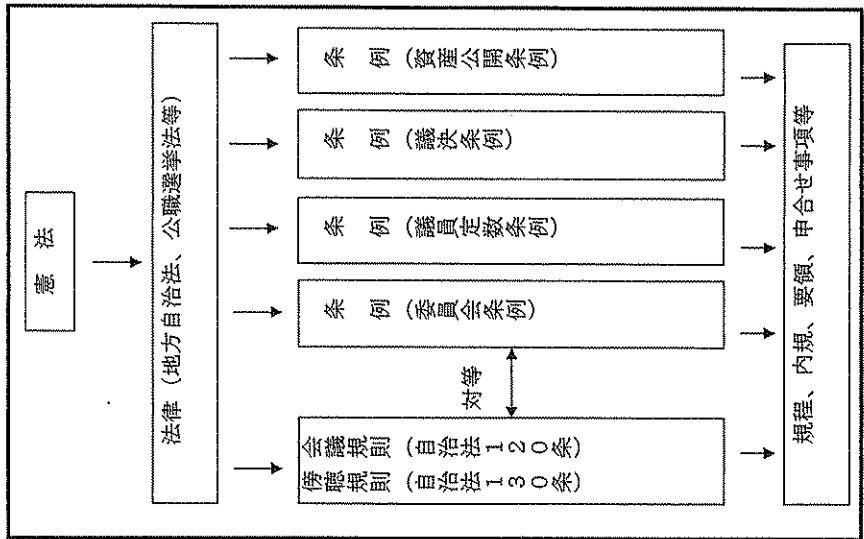 憲　法
法律（地方自治法、公職選挙法等）
会議規則（自治法１２０条）
傍聴規則（自治法１３０条）
対等
条　例（委員会条例）
条　例（議員定数条例）
条　例（議決条例）
条　例（資産公開条例）
規程、内規、要領、申合せ事項等